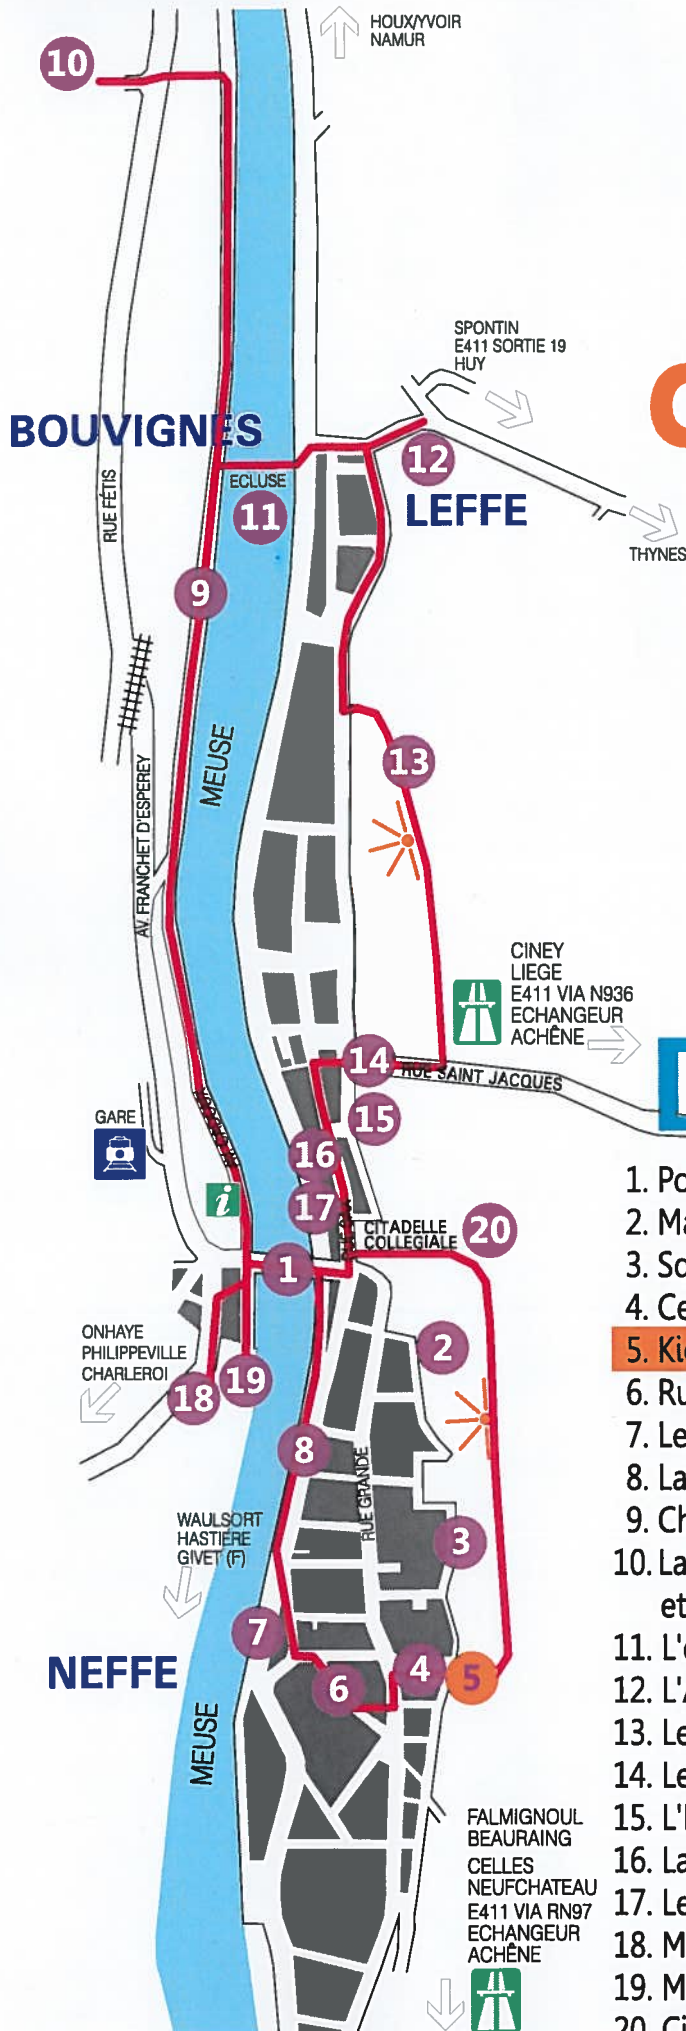 HOUX/YVOIR
NAMUR
10
SPONTIN
E411 SORTIE 19
HUY
BOUVIGNES
12
ECLUSE
RUE FÉTIS
11
LEFFE
THYNES
9
MEUSE
13
AV. FRANCHET D'ESPEREY
CINEY
LIEGE
E411 VIA N936
ECHANGEUR
ACHÊNE
14
RUE SAINT JACQUES
GARE
15
16
i
17
CITADELLE
COLLEGIALE
20
1
ONHAYE
PHILIPPEVILLE
CHARLEROI
18
19
2
8
RUE GRANDE
WAULSORT
HASTIERE
GIVET (F)
3
7
NEFFE
6
4
5
MEUSE
FALMIGNOUL
BEAURAING
CELLES
NEUFCHATEAU
E411 VIA RN97
ECHANGEUR
ACHÊNE
1. Po
2. Ma
3. So
4. Ce
5. Kio
6. Ru
7. Le
8. La
9. Ch
10. La
et
11. L'é
12. L'A
13. Le
14. Le
15. L'
16. La
17. Le
18. M
19. M
20. Ci